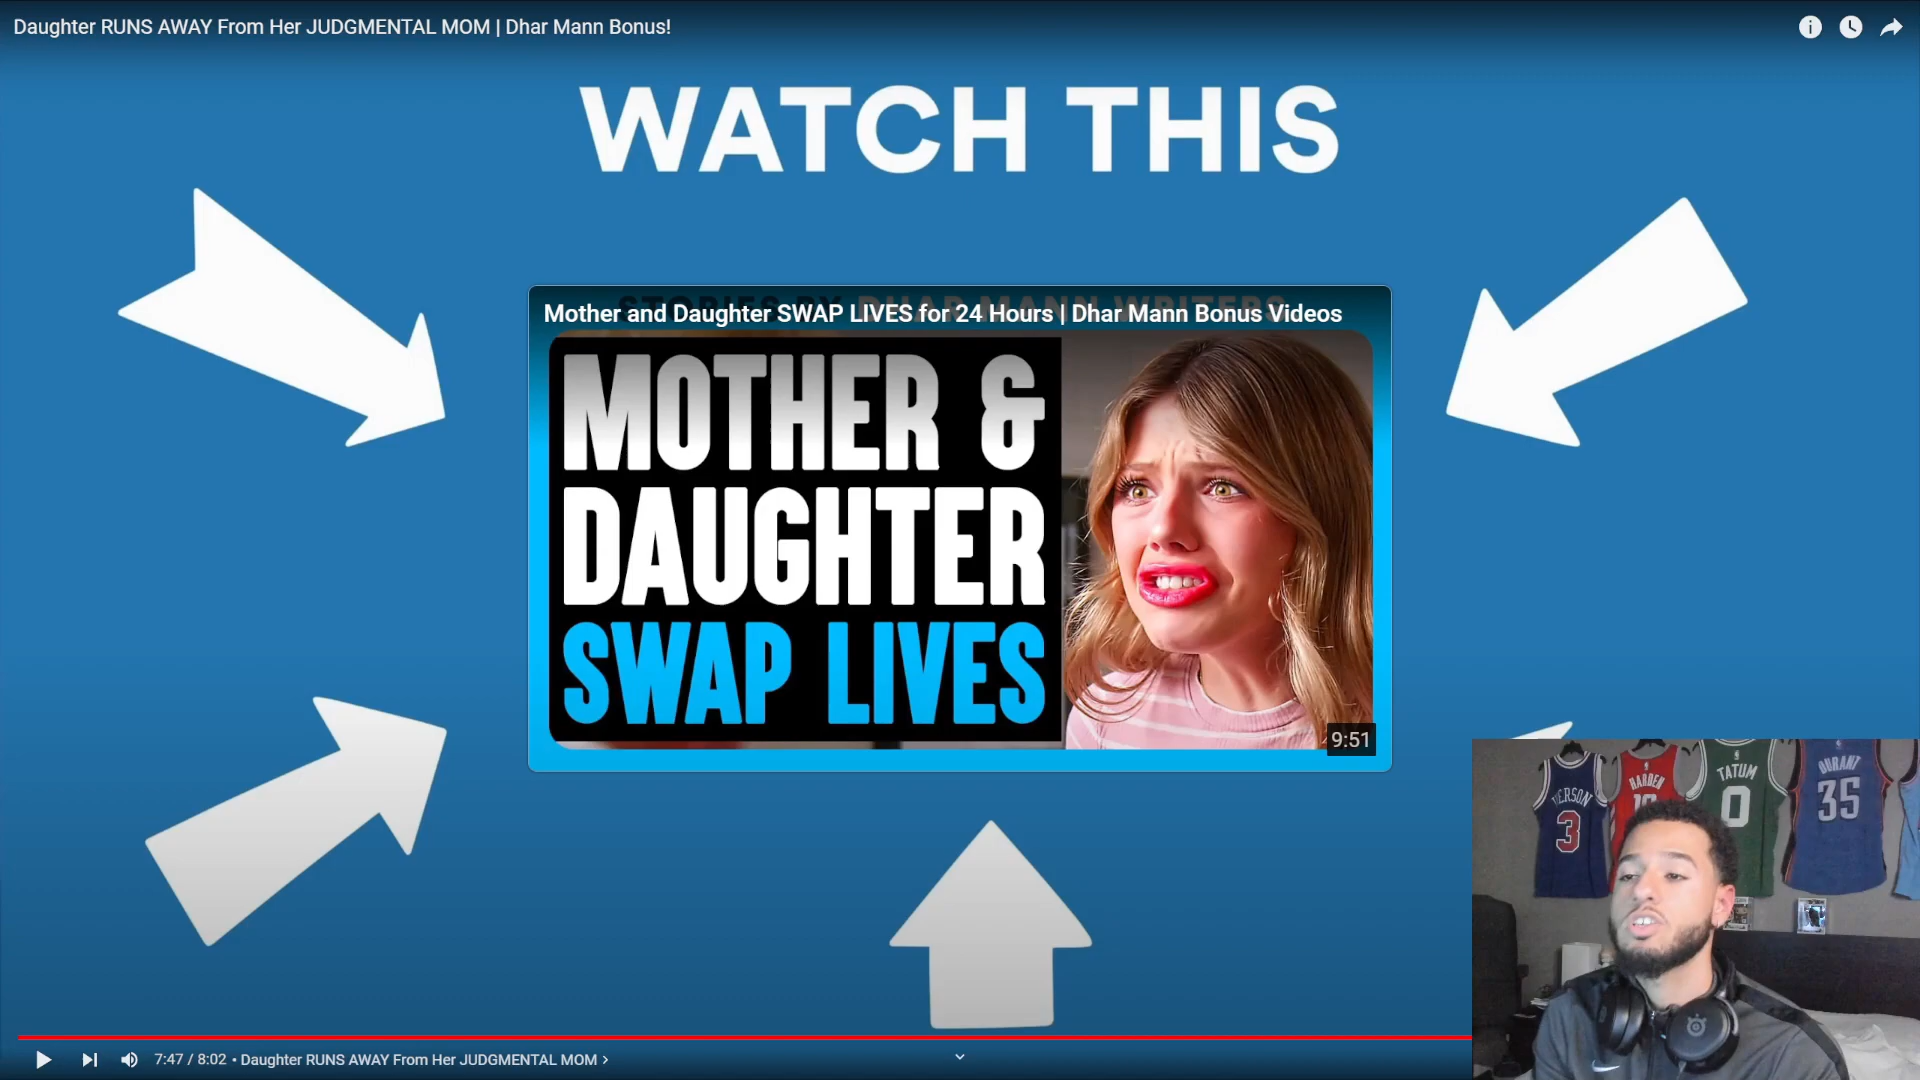 Daughter RUNS AWAY From Her JUDGMENTAL MOM | Dhar Mann Bonus!
WATCH THIS
Mother and Daughter SWAP LIVES for 24 Hours | Dhar Mann Bonus Videos
MOTHER &
DAUGHTER
SWAP LIVES
9:51
HARDEN
TATUM
0
DURANT
35
3
7:47 / 8:02 • Daughter RUNS AWAY From Her JUDGMENTAL MOM >